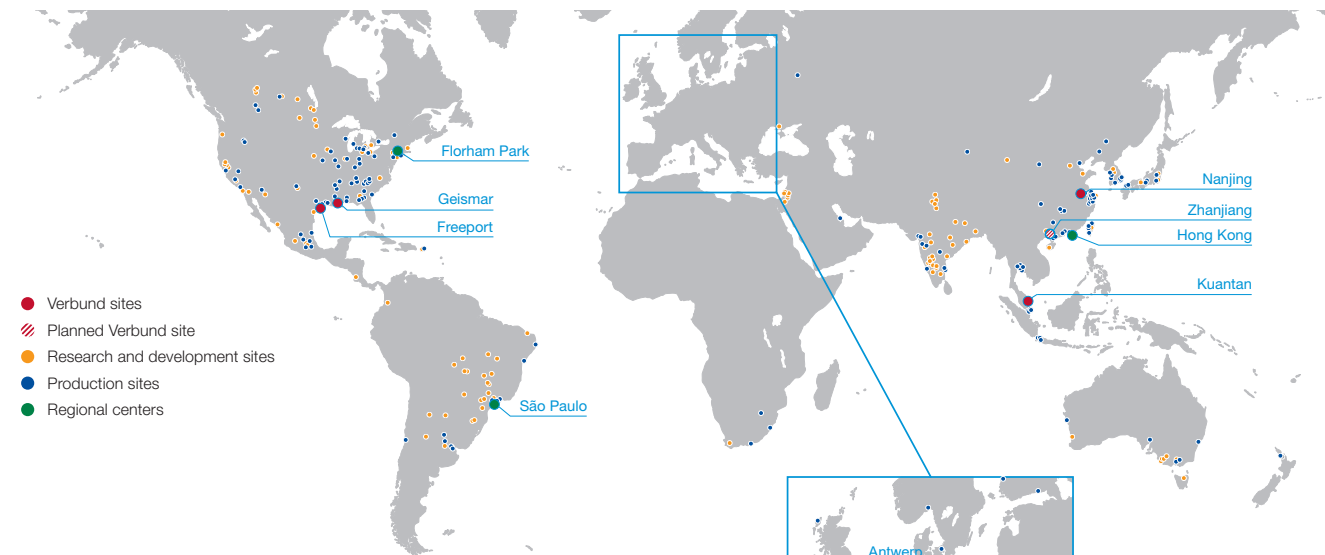 Florham Park
Geismar
Freeport
Nanjing
Zhanjiang
Hong Kong
Kuantan
Verbund sites
Planned Verbund site
Research and development sites
Production sites
Regional centers
São Paulo
Antwerp